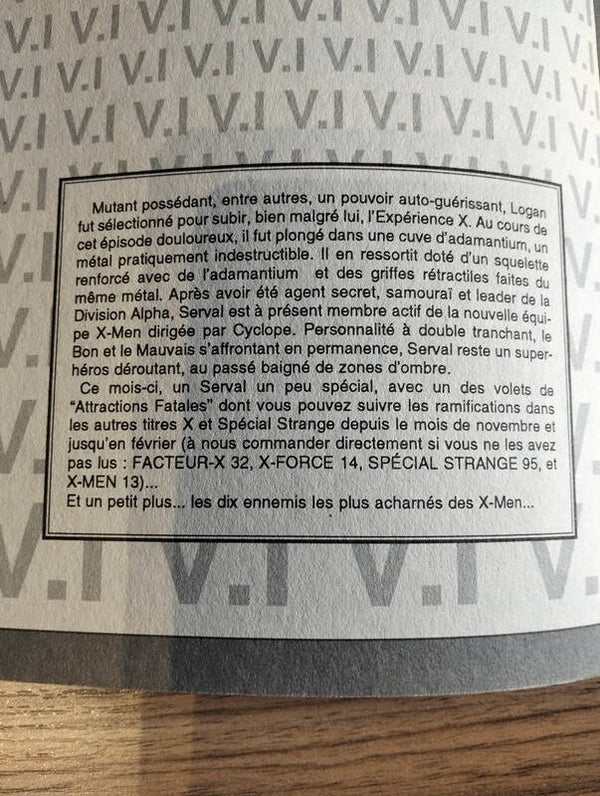 V.I V.I V.I V.I V.I V.I V.I
V.I V.I V.I V.I V.I V.I V.I
V.I V.I V.I V.I V.I V.I V.I
Mutant possédant, entre autres, un pouvoir auto-guérissant, Logan
fut sélectionné pour subir, bien malgré lui, l'Expérience X. Au cours de
cet épisode douloureux, il fut plongé dans une cuve d'adamantium, un
métal pratiquement indestructible. Il en ressortit doté d'un squelette
renforcé avec de l'adamantium et des griffes rétractiles faites du
même métal. Après avoir été agent secret, samouraï et leader de la
Division Alpha, Serval est à présent membre actif de la nouvelle équi-
pe X-Men dirigée par Cyclope. Personnalité à double tranchant, le
Bon et le Mauvais s'affrontant en permanence, Serval reste un super-
héros déroutant, au passé baigné de zones d'ombre.
Ce mois-ci, un Serval un peu spécial, avec un des volets de
"Attractions Fatales" dont vous pouvez suivre les ramifications dans
les autres titres X et Spécial Strange depuis le mois de novembre et
jusqu'en février (à nous commander directement si vous ne les avez
pas lus : FACTEUR-X 32, X-FORCE 14, SPÉCIAL STRANGE 95, et
X-MEN 13)...
Et un petit plus... les dix ennemis les plus acharnés des X-Men...
V.I V.I V.I V.I V.I V